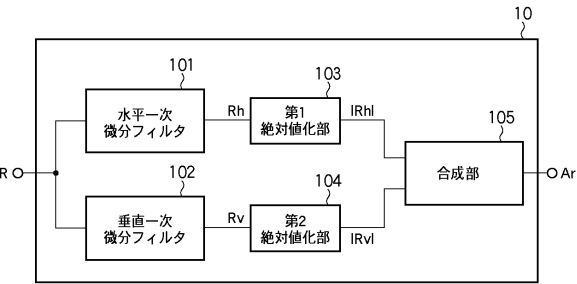 10
101
103
水平一次
微分フィルタ
Rh
第1
絶対値化部
|Rh|
105
R
合成部
Ar
102
104
垂直一次
微分フィルタ
Rv
第2
絶対値化部
|Rv|